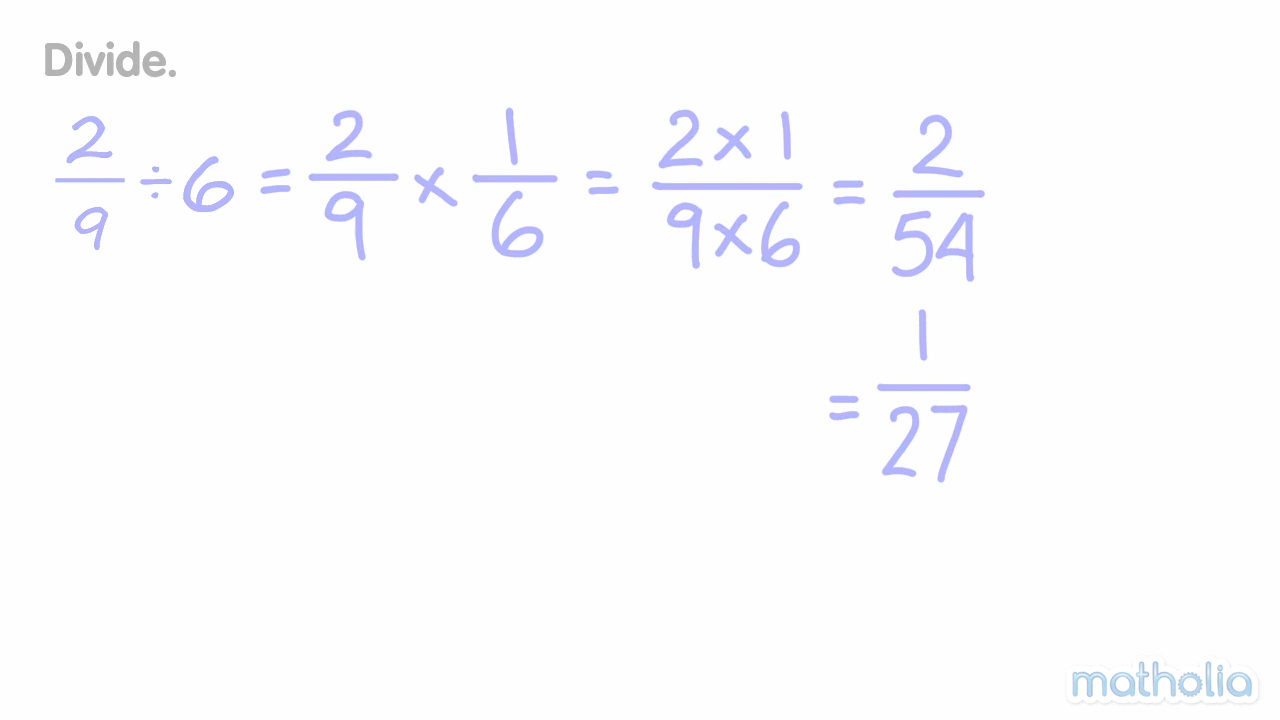 Divide.
2/9 ÷ 6 = 2/9 × 1/6 = 2×1/9×6 = 2/54
= 1/27
matholia